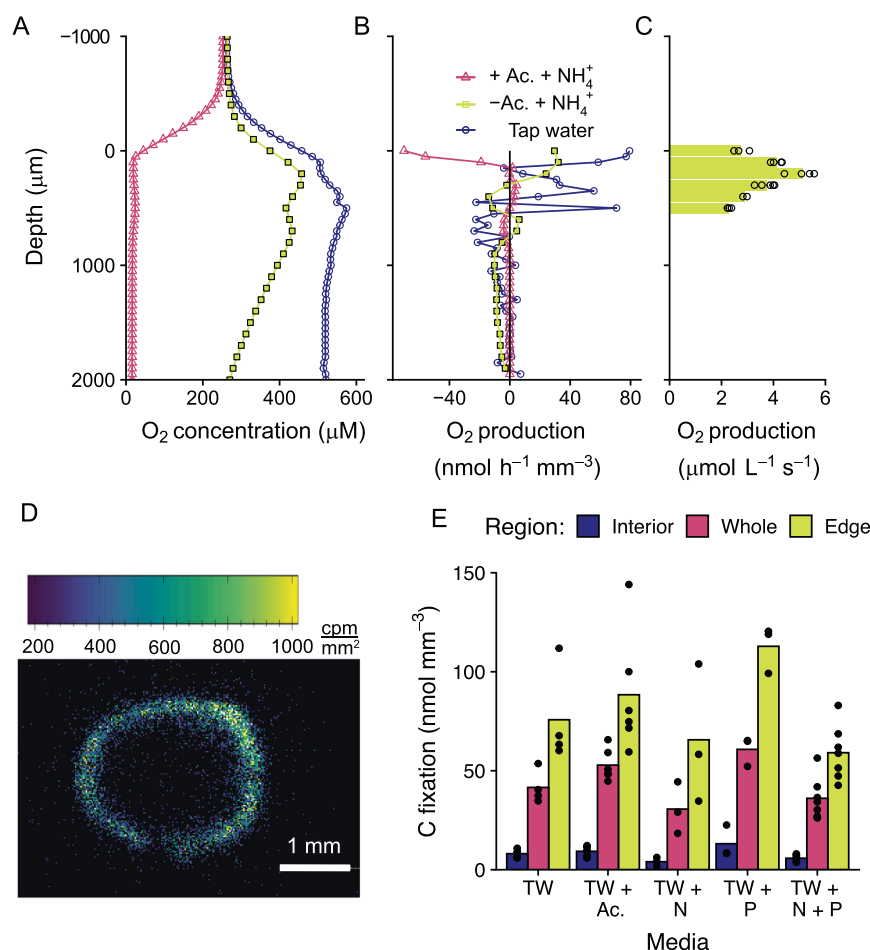 A
B
C
−1000
0
1000
2000
Depth (μm)
0
200
400
600
O₂ concentration (μM)
+ Ac. + NH₄⁺
−Ac. + NH₄⁺
Tap water
−40
0
40
80
O₂ production
(nmol h⁻¹ mm⁻³)
0
2
4
6
O₂ production
(μmol L⁻¹ s⁻¹)
D
200
400
600
800
1000
cpm
mm²
1 mm
E
Region:
Interior
Whole
Edge
150
100
50
0
C fixation (nmol mm⁻³)
TW
TW +
Ac.
TW +
N
TW +
P
TW +
N + P
Media